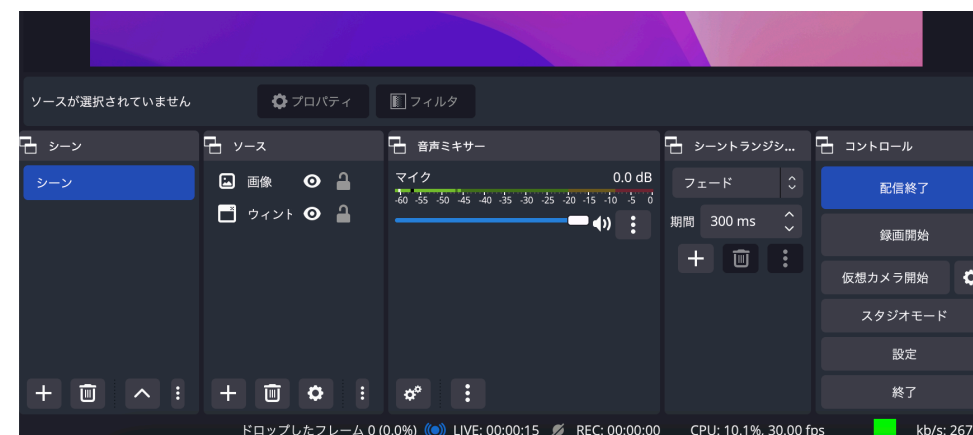 ソースが選択されていません
プロパティ
フィルタ
シーン
シーン
ソース
画像
ウィント
音声ミキサー
マイク 0.0 dB
-60 -55 -50 -45 -40 -35 -30 -25 -20 -15 -10 -5 0
シーントランジシ...
フェード
期間 300 ms
コントロール
配信終了
録画開始
仮想カメラ開始
スタジオモード
設定
終了
ドロップしたフレーム 0 (0.0%) LIVE: 00:00:15 REC: 00:00:00 CPU: 10.1%, 30.00 fps kb/s: 267